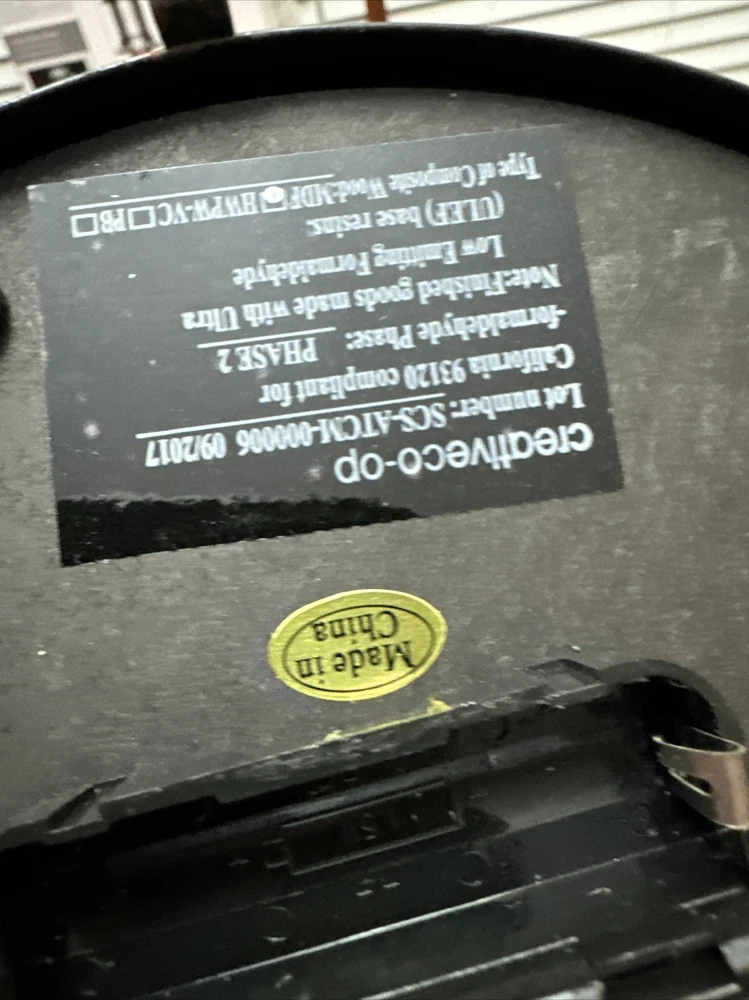 creativeco-op
Lot number: SCS-ATCM-000006 09/2017
California 93120 compliant for
-formaldehyde Phase: PHASE 2
Note:Finished goods made with Ultra
Low Emitting Formaldehyde
(ULEF) base resins:
Type of Composite Wood:MDF□HWPW-VC□PB□
Made in
China